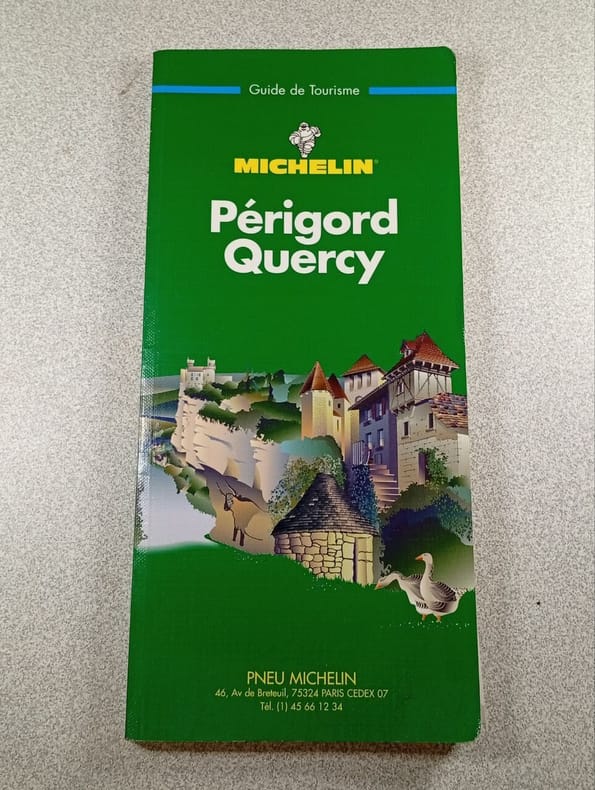 Guide de Tourisme
MICHELIN®
Périgord
Quercy
PNEU MICHELIN
46, Av de Breteuil, 75324 PARIS CEDEX 07
Tél. (1) 45 66 12 34